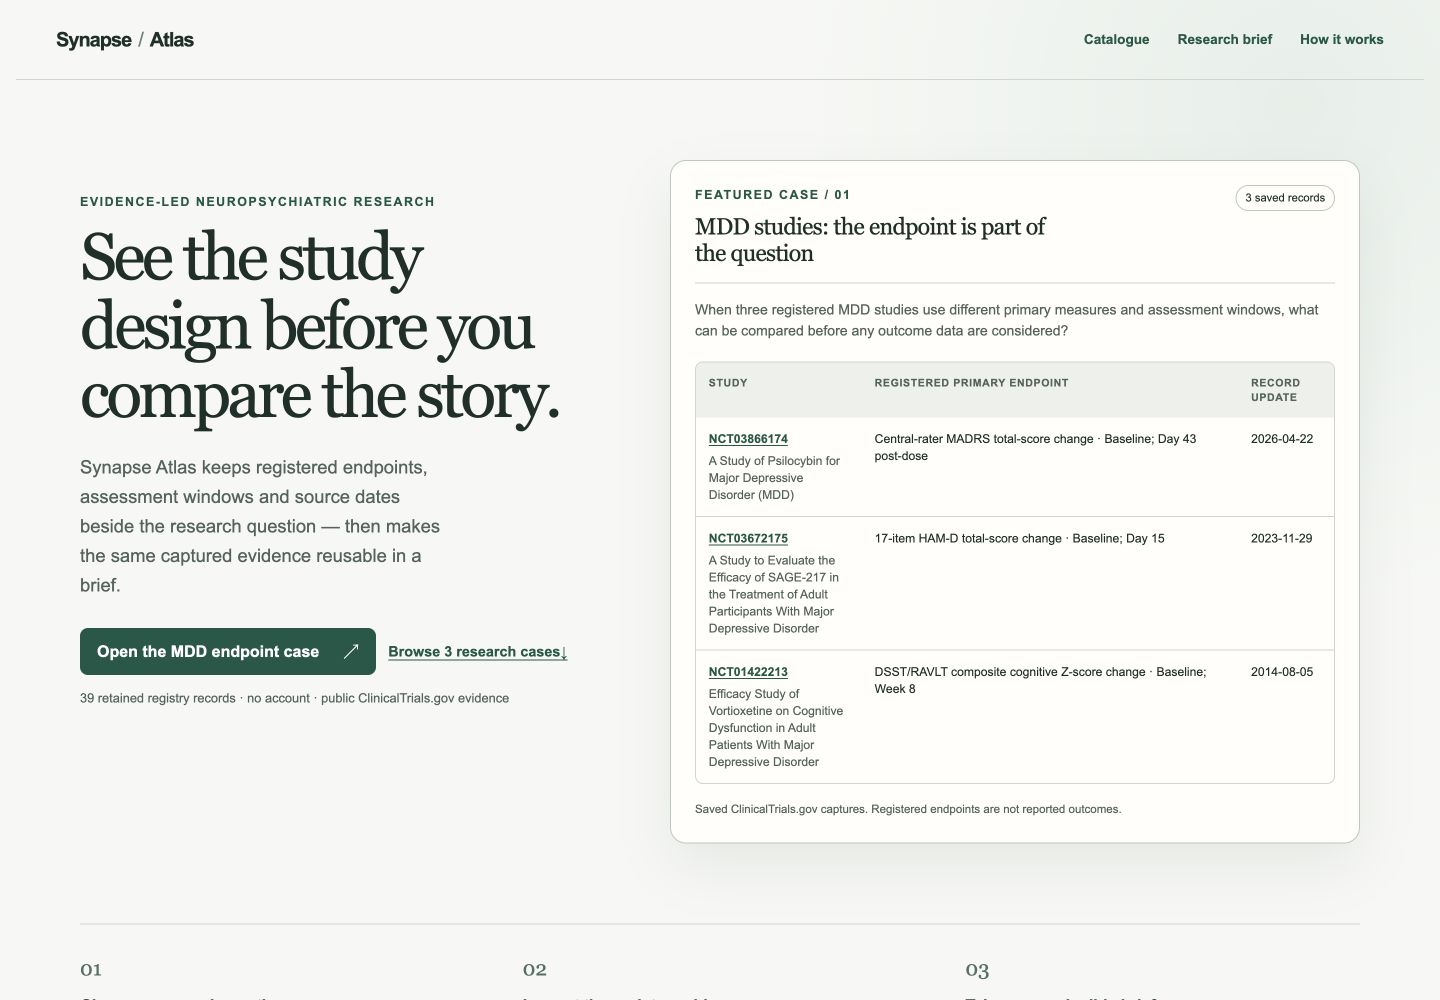 Synapse / Atlas
Catalogue
Research brief
How it works
EVIDENCE-LED NEUROPSYCHIATRIC RESEARCH
See the study
design before you
compare the story.
Synapse Atlas keeps registered endpoints,
assessment windows and source dates
beside the research question — then makes
the same captured evidence reusable in a
brief.
Open the MDD endpoint case ↗
Browse 3 research cases↓
39 retained registry records · no account · public ClinicalTrials.gov evidence
FEATURED CASE / 01
3 saved records
MDD studies: the endpoint is part of
the question
When three registered MDD studies use different primary measures and assessment windows, what
can be compared before any outcome data are considered?
STUDY
REGISTERED PRIMARY ENDPOINT
RECORD
UPDATE
NCT03866174
A Study of Psilocybin for
Major Depressive
Disorder (MDD)
Central-rater MADRS total-score change · Baseline; Day 43
post-dose
2026-04-22
NCT03672175
A Study to Evaluate the
Efficacy of SAGE-217 in
the Treatment of Adult
Participants With Major
Depressive Disorder
17-item HAM-D total-score change · Baseline; Day 15
2023-11-29
NCT01422213
Efficacy Study of
Vortioxetine on Cognitive
Dysfunction in Adult
Patients With Major
Depressive Disorder
DSST/RAVLT composite cognitive Z-score change · Baseline;
Week 8
2014-08-05
Saved ClinicalTrials.gov captures. Registered endpoints are not reported outcomes.
01
02
03